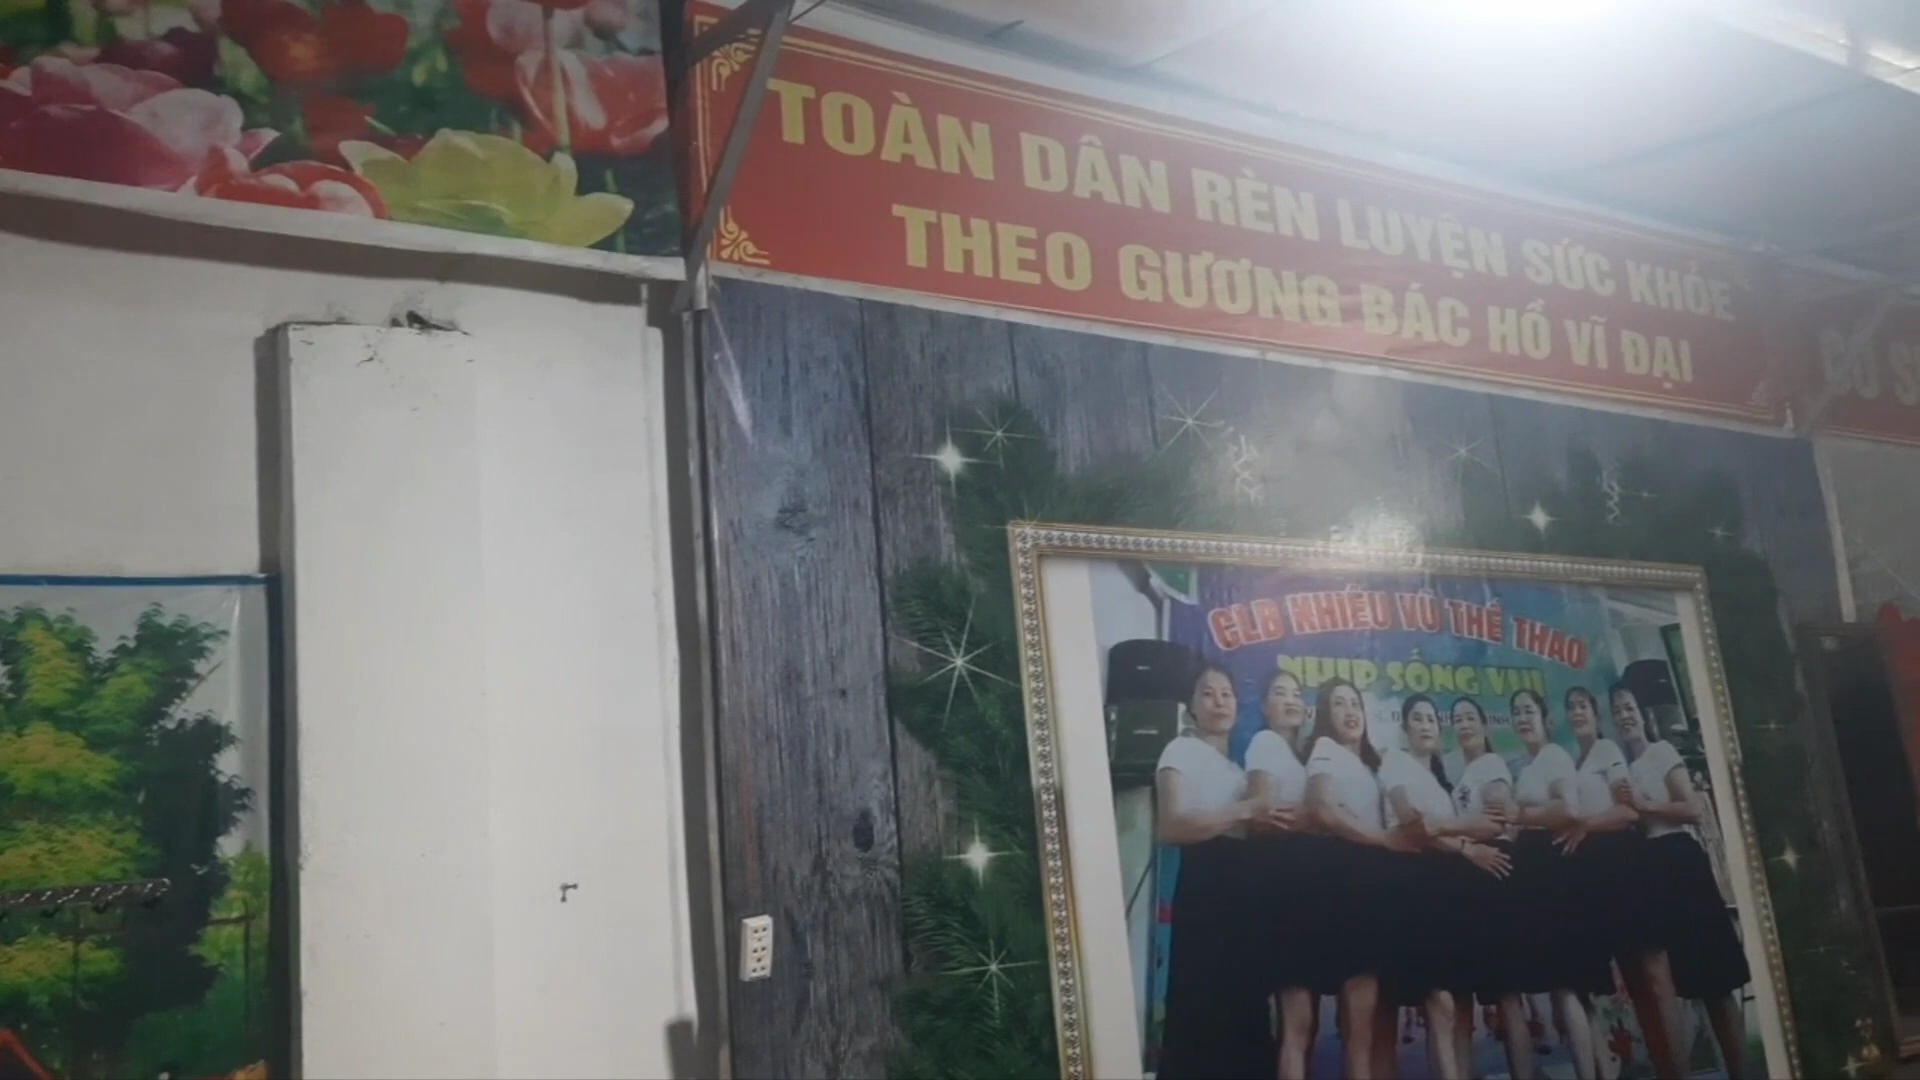 TOÀN DÂN RÈN LUYỆN SỨC KHỎE
THEO GƯƠNG BÁC HỒ VĨ ĐẠI
CLB KHIÊU VŨ THỂ THAO
NHỊP SỐNG VUI